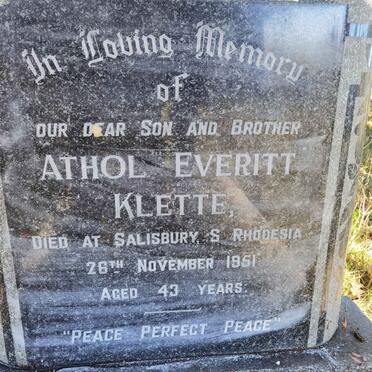 In Loving Memory
of
OUR DEAR SON AND BROTHER
ATHOL EVERITT
KLETTE,
DIED AT SALISBURY S. RHODESIA
26TH NOVEMBER 1951
AGED 43 YEARS.
"PEACE PERFECT PEACE"